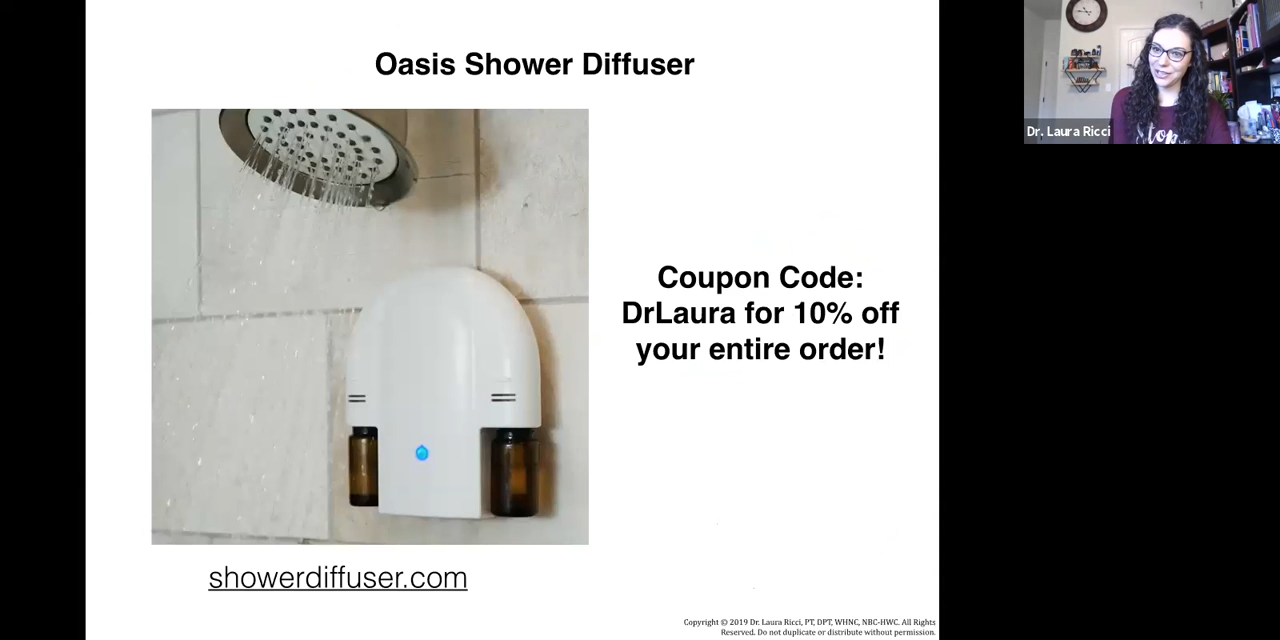 Oasis Shower Diffuser
Coupon Code:
DrLaura for 10% off
your entire order!
showerdiffuser.com
Copyright © 2019 Dr. Laura Ricci, PT, DPT, WHNC, NBC-HWC. All Rights
Reserved. Do not duplicate or distribute without permission.
Dr. Laura Ricci